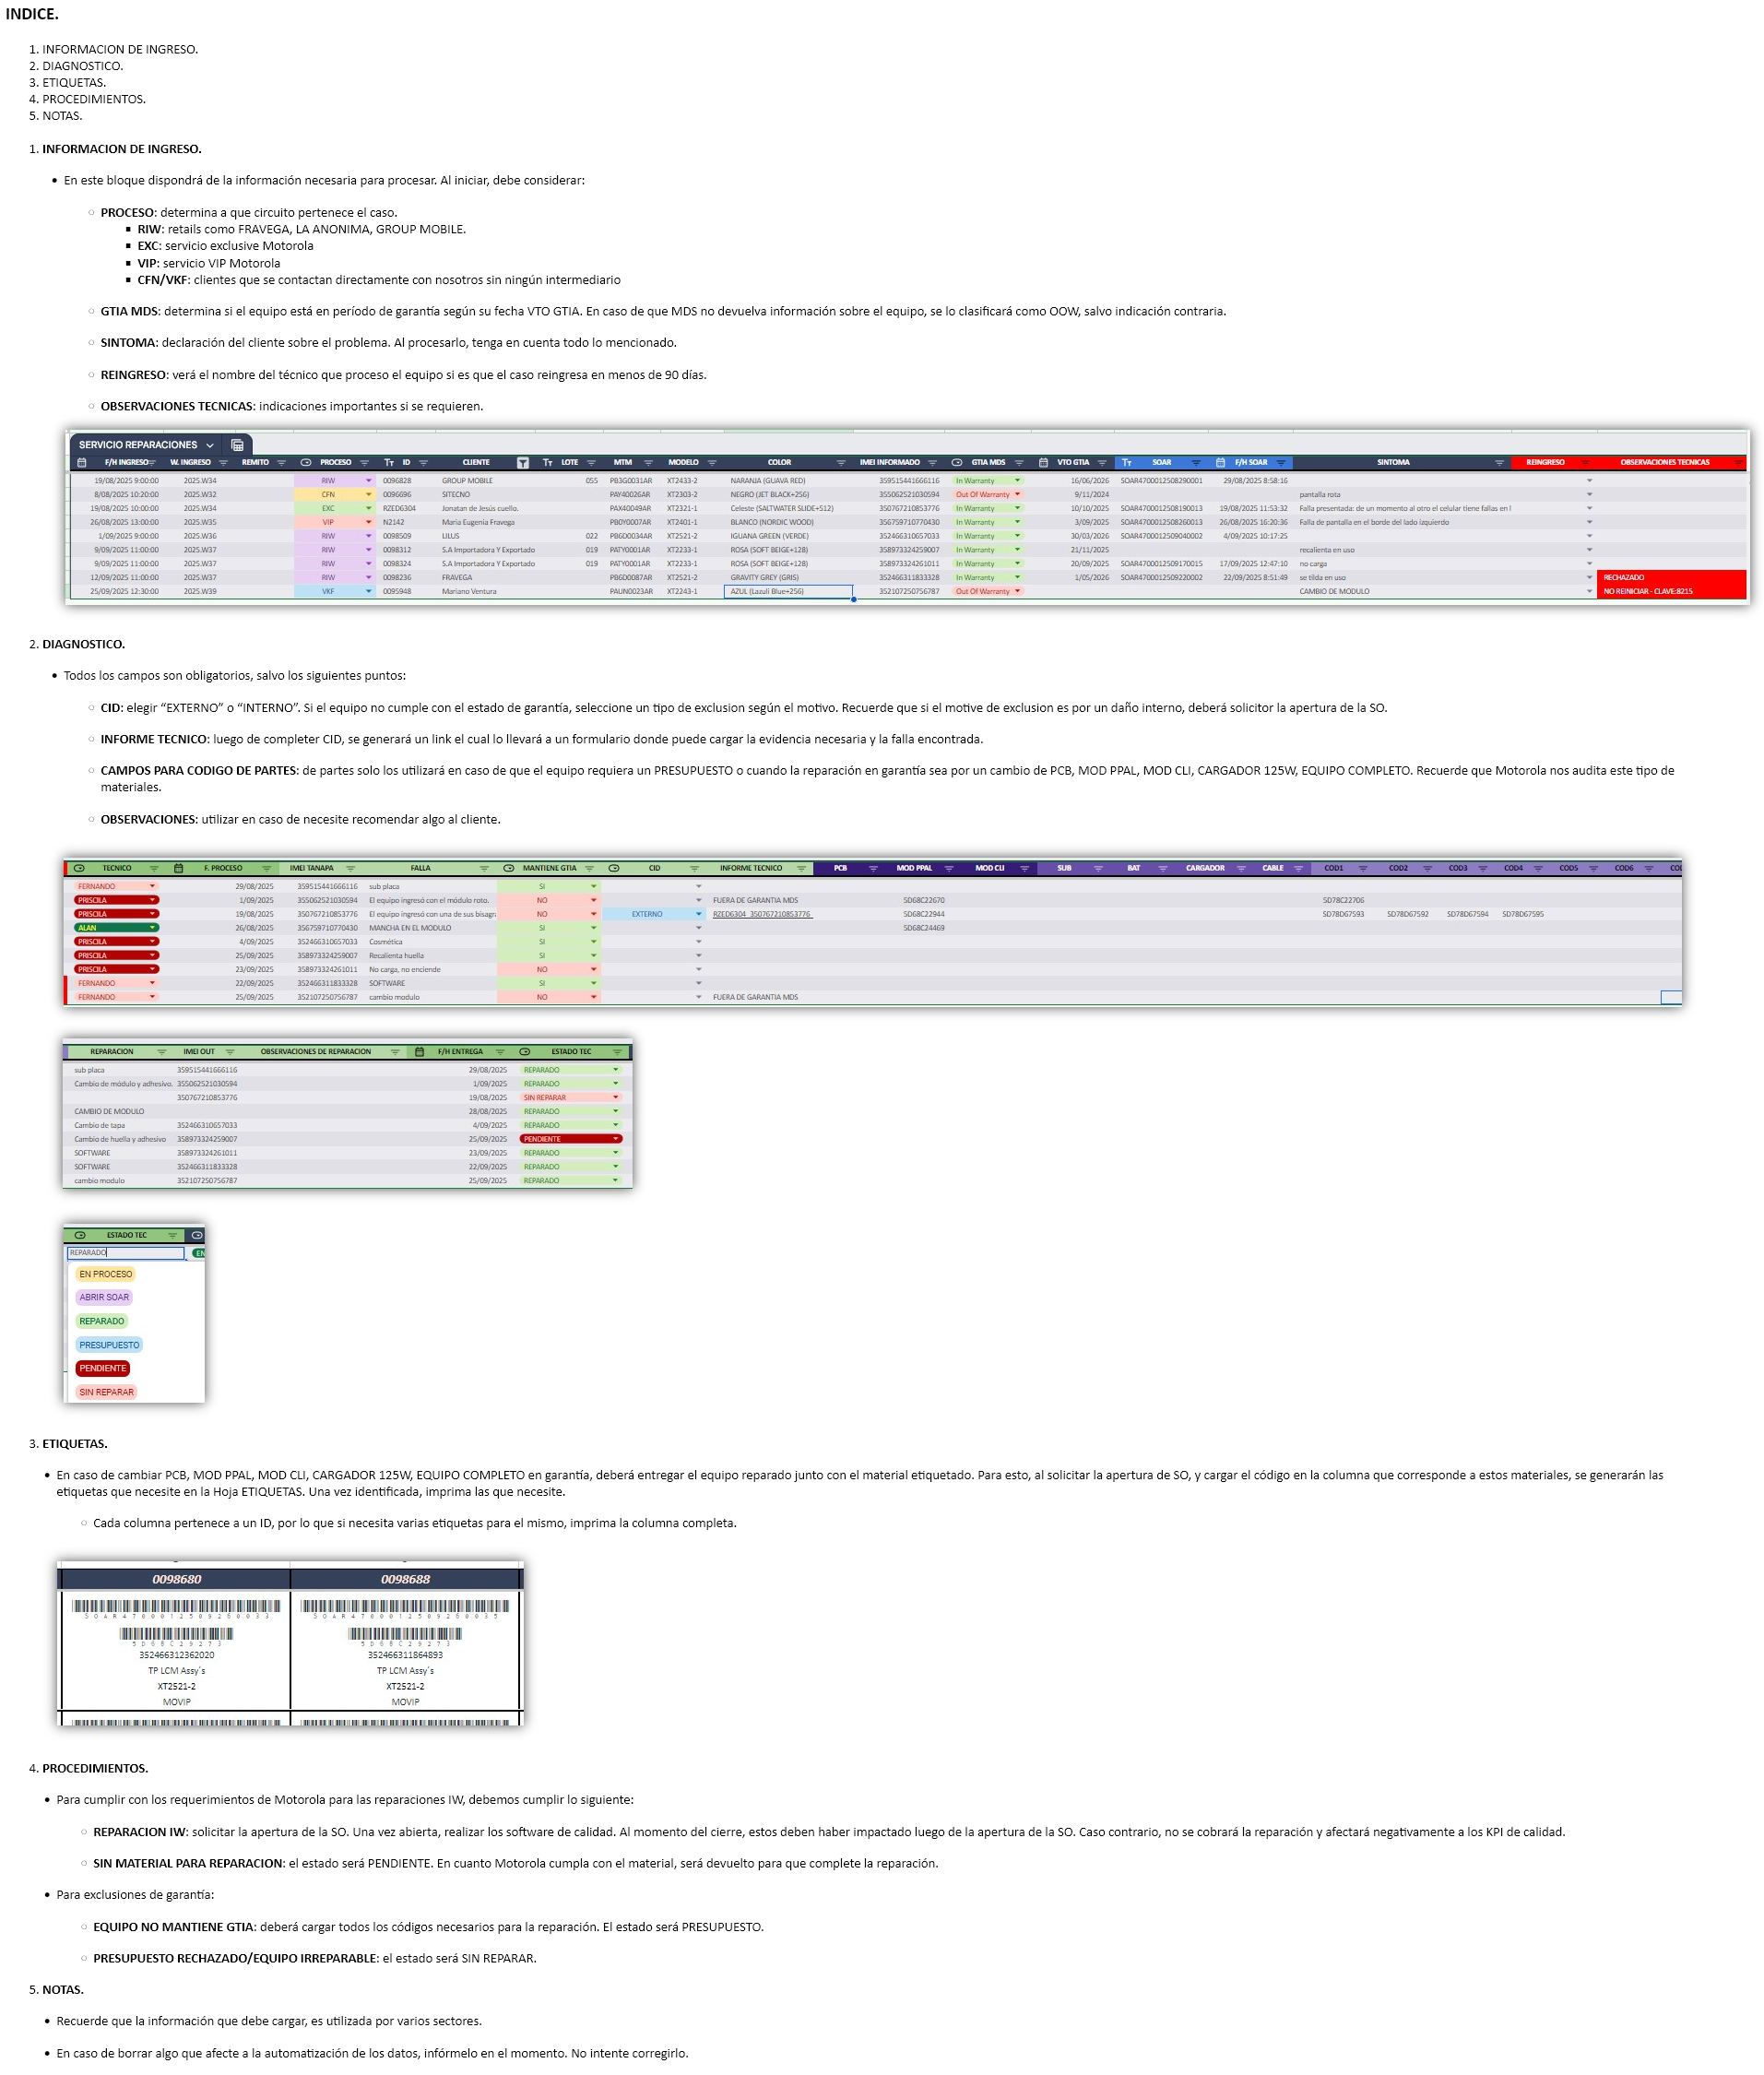 INDICE.
1. INFORMACION DE INGRESO.
2. DIAGNOSTICO.
3. ETIQUETAS.
4. PROCEDIMIENTOS.
5. NOTAS.
1. INFORMACION DE INGRESO.
• En este bloque dispondrá de la información necesaria para procesar. Al iniciar, debe considerar:
○ PROCESO: determina a que circuito pertenece el caso.
▪ RIW: retails como FRAVEGA, LA ANONIMA, GROUP MOBILE.
▪ EXC: servicio exclusive Motorola
▪ VIP: servicio VIP Motorola
▪ CFN/VKF: clientes que se contactan directamente con nosotros sin ningún intermediario
○ GTIA MDS: determina si el equipo está en período de garantía según su fecha VTO GTIA. En caso de que MDS no devuelva información sobre el equipo, se lo clasificará como OOW, salvo indicación contraria.
○ SINTOMA: declaración del cliente sobre el problema. Al procesarlo, tenga en cuenta todo lo mencionado.
○ REINGRESO: verá el nombre del técnico que proceso el equipo si es que el caso reingresa en menos de 90 días.
○ OBSERVACIONES TECNICAS: indicaciones importantes si se requieren.
SERVICIO REPARACIONES
F/H INGRESO W. INGRESO REMITO PROCESO ID CLIENTE LOTE MTM MODELO COLOR IMEI INFORMADO GTIA MDS VTO GTIA SOAR F/H SOAR SINTOMA REINGRESO OBSERVACIONES TECNICAS
19/08/2025 9:00:00 2025.W34 RIW 0096828 GROUP MOBILE 055 PB3G0031AR XT2433-2 NARANJA (GUAVA RED) 359515441666116 In Warranty 16/06/2026 SOAR4700012508290001 29/08/2025 8:58:16
8/08/2025 10:20:00 2025.W32 CFN 0096696 SITECNO PAY40026AR XT2303-2 NEGRO (JET BLACK+256) 355062521030594 Out Of Warranty 9/11/2024 pantalla rota
19/08/2025 10:00:00 2025.W34 EXC RZED6304 Jonatan de Jesús cuello. PAX40049AR XT2321-1 Celeste (SALTWATER SLIDE+512) 350767210853776 In Warranty 10/10/2025 SOAR4700012508190013 19/08/2025 11:53:32 Falla presentada: de un momento al otro el celular tiene fallas en l
26/08/2025 13:00:00 2025.W35 VIP N2142 Maria Eugenía Fravega PB0Y0007AR XT2401-1 BLANCO (NORDIC WOOD) 356759710770430 In Warranty 3/09/2025 SOAR4700012508260013 26/08/2025 16:20:36 Falla de pantalla en el borde del lado izquierdo
1/09/2025 9:00:00 2025.W36 RIW 0098509 LILUS 022 PB6D0034AR XT2521-2 IGUANA GREEN (VERDE) 352466310657033 In Warranty 30/03/2026 SOAR4700012509040002 4/09/2025 10:17:25
9/09/2025 11:00:00 2025.W37 RIW 0098312 S.A Importadora Y Exportado 019 PATY0001AR XT2233-1 ROSA (SOFT BEIGE+128) 358973324259007 In Warranty 21/11/2025 recalienta en uso
9/09/2025 11:00:00 2025.W37 RIW 0098324 S.A Importadora Y Exportado 019 PATY0001AR XT2233-1 ROSA (SOFT BEIGE+128) 358973324261011 In Warranty 20/09/2025 SOAR4700012509170015 17/09/2025 12:47:10 no carga
12/09/2025 11:00:00 2025.W37 RIW 0098236 FRAVEGA PB6D0087AR XT2521-2 GRAVITY GREY (GRIS) 352466311833328 In Warranty 1/05/2026 SOAR4700012509220002 22/09/2025 8:51:49 se tilda en uso RECHAZADO
25/09/2025 12:30:00 2025.W39 VKF 0095948 Mariano Ventura PAUN0023AR XT2243-1 AZUL (Lazuli Blue+256) 352107250756787 Out Of Warranty CAMBIO DE MODULO NO REINICIAR - CLAVE:8215
2. DIAGNOSTICO.
• Todos los campos son obligatorios, salvo los siguientes puntos:
○ CID: elegir “EXTERNO” o “INTERNO”. Si el equipo no cumple con el estado de garantía, seleccione un tipo de exclusion según el motivo. Recuerde que si el motive de exclusion es por un daño interno, deberá solicitor la apertura de la SO.
○ INFORME TECNICO: luego de completer CID, se generará un link el cual lo llevará a un formulario donde puede cargar la evidencia necesaria y la falla encontrada.
○ CAMPOS PARA CODIGO DE PARTES: de partes solo los utilizará en caso de que el equipo requiera un PRESUPUESTO o cuando la reparación en garantía sea por un cambio de PCB, MOD PPAL, MOD CLI, CARGADOR 125W, EQUIPO COMPLETO. Recuerde que Motorola nos audita este tipo de
materiales.
○ OBSERVACIONES: utilizar en caso de necesite recomendar algo al cliente.
TECNICO F. PROCESO IMEI TANAPA FALLA MANTIENE GTIA CID INFORME TECNICO PCB MOD PPAL MOD CLI SUB BAT CARGADOR CABLE COD1 COD2 COD3 COD4 COD5 COD6 COI
FERNANDO 29/08/2025 359515441666116 sub placa SI
PRISCILA 1/09/2025 355062521030594 El equipo ingresó con el módulo roto. NO FUERA DE GARANTIA MDS 5D68C22670 5D78C22706
PRISCILA 19/08/2025 350767210853776 El equipo ingresó con una de sus bisagr NO EXTERNO RZED6304_350767210853776_ 5D68C22944 SD78D67593 SD78D67592 SD78D67594 SD78D67595
ALAN 26/08/2025 356759710770430 MANCHA EN EL MODULO SI 5D68C24469
PRISCILA 4/09/2025 352466310657033 Cosmética SI
PRISCILA 25/09/2025 358973324259007 Recalienta huella SI
PRISCILA 23/09/2025 358973324261011 No carga, no enciende NO
FERNANDO 22/09/2025 352466311833328 SOFTWARE SI
FERNANDO 25/09/2025 352107250756787 cambio modulo NO FUERA DE GARANTIA MDS
REPARACION IMEI OUT OBSERVACIONES DE REPARACION F/H ENTREGA ESTADO TEC
sub placa 359515441666116 29/08/2025 REPARADO
Cambio de módulo y adhesivo. 355062521030594 1/09/2025 REPARADO
350767210853776 19/08/2025 SIN REPARAR
CAMBIO DE MODULO 28/08/2025 REPARADO
Cambio de tapa 352466310657033 4/09/2025 REPARADO
Cambio de huella y adhesivo 358973324259007 25/09/2025 PENDIENTE
SOFTWARE 358973324261011 23/09/2025 REPARADO
SOFTWARE 352466311833328 22/09/2025 REPARADO
cambio modulo 352107250756787 25/09/2025 REPARADO
ESTADO TEC
REPARADO EN
EN PROCESO
ABRIR SOAR
REPARADO
PRESUPUESTO
PENDIENTE
SIN REPARAR
3. ETIQUETAS.
• En caso de cambiar PCB, MOD PPAL, MOD CLI, CARGADOR 125W, EQUIPO COMPLETO en garantía, deberá entregar el equipo reparado junto con el material etiquetado. Para esto, al solicitar la apertura de SO, y cargar el código en la columna que corresponde a estos materiales, se generarán las
etiquetas que necesite en la Hoja ETIQUETAS. Una vez identificada, imprima las que necesite.
○ Cada columna pertenece a un ID, por lo que si necesita varias etiquetas para el mismo, imprima la columna completa.
0098680 0098688
SOAR4700012509260033 SOAR4700012509260035
5D68C29273 5D68C29273
352466312362020 352466311864893
TP LCM Assy´s TP LCM Assy´s
XT2521-2 XT2521-2
MOVIP MOVIP
4. PROCEDIMIENTOS.
• Para cumplir con los requerimientos de Motorola para las reparaciones IW, debemos cumplir lo siguiente:
○ REPARACION IW: solicitar la apertura de la SO. Una vez abierta, realizar los software de calidad. Al momento del cierre, estos deben haber impactado luego de la apertura de la SO. Caso contrario, no se cobrará la reparación y afectará negativamente a los KPI de calidad.
○ SIN MATERIAL PARA REPARACION: el estado será PENDIENTE. En cuanto Motorola cumpla con el material, será devuelto para que complete la reparación.
• Para exclusiones de garantía:
○ EQUIPO NO MANTIENE GTIA: deberá cargar todos los códigos necesarios para la reparación. El estado será PRESUPUESTO.
○ PRESUPUESTO RECHAZADO/EQUIPO IRREPARABLE: el estado será SIN REPARAR.
5. NOTAS.
• Recuerde que la información que debe cargar, es utilizada por varios sectores.
• En caso de borrar algo que afecte a la automatización de los datos, infórmelo en el momento. No intente corregirlo.